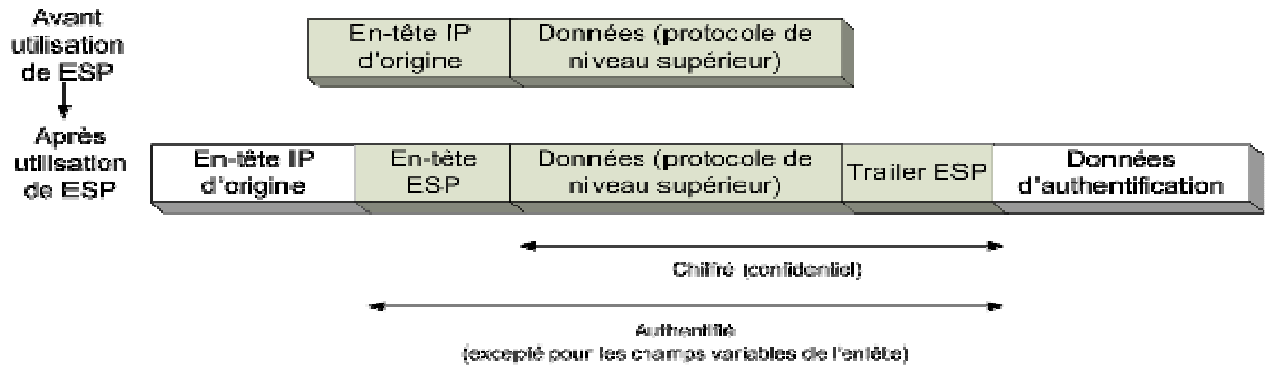 Avant
utilisation
de ESP
En-tête IP
d'origine
Données (protocole de
niveau supérieur)
Après
utilisation
de ESP
En-tête IP
d'origine
En-tête
ESP
Données (protocole de
niveau supérieur)
Trailer ESP
Données
d'authentification
Chiffré (confidentiel)
Authentifié
(excepté pour les champs variables de l'entête)